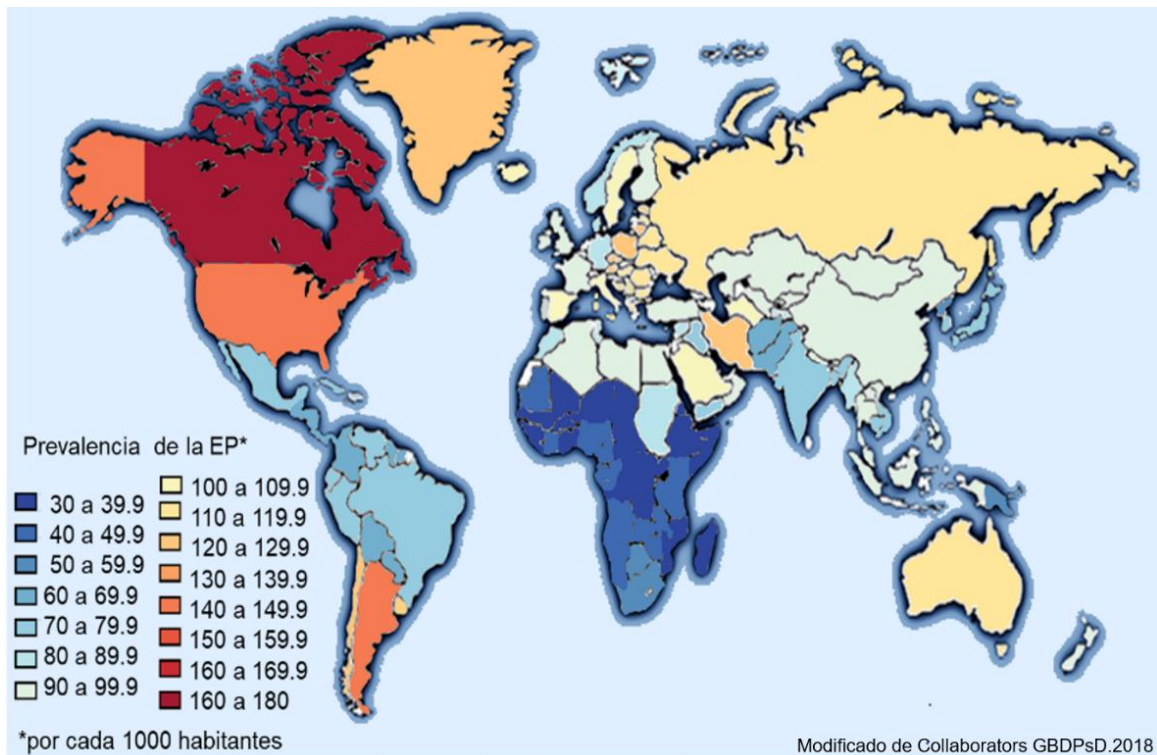 Prevalencia de la EP*
30 a 39.9
40 a 49.9
50 a 59.9
60 a 69.9
70 a 79.9
80 a 89.9
90 a 99.9
100 a 109.9
110 a 119.9
120 a 129.9
130 a 139.9
140 a 149.9
150 a 159.9
160 a 169.9
160 a 180
*por cada 1000 habitantes
Modificado de Collaborators GBDPsD.2018